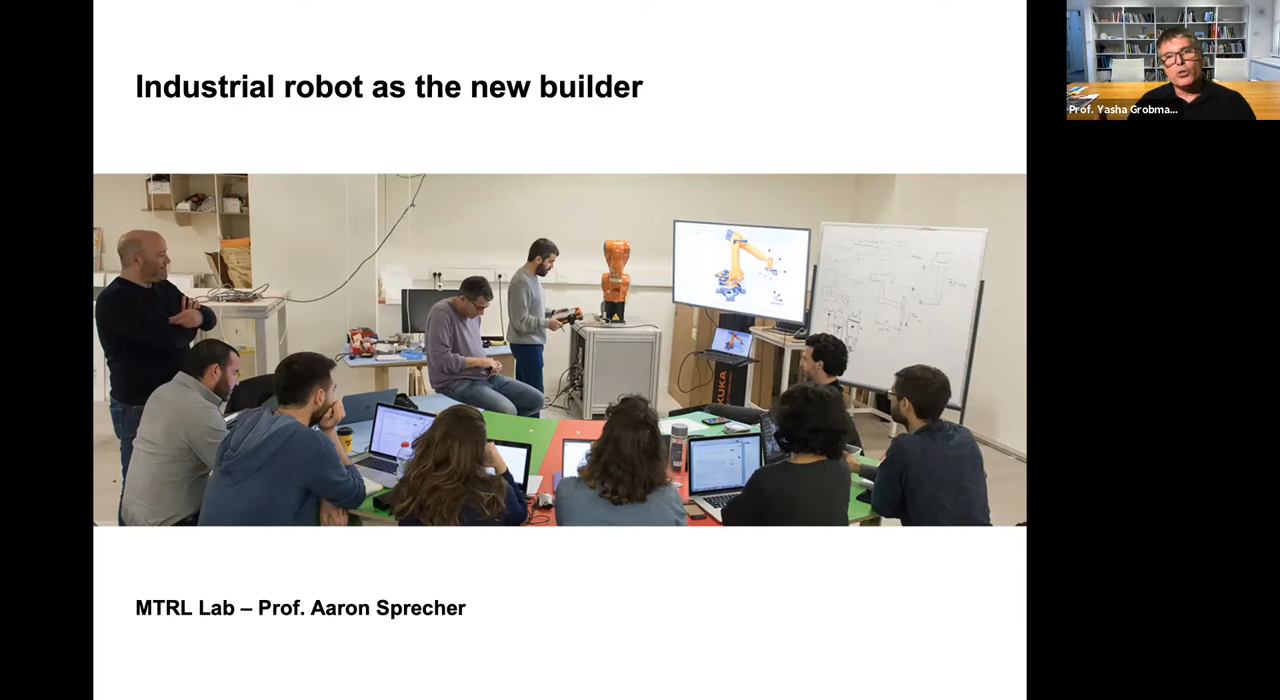 Industrial robot as the new builder
Prof. Yasha Grobma...
KUKA
MTRL Lab – Prof. Aaron Sprecher